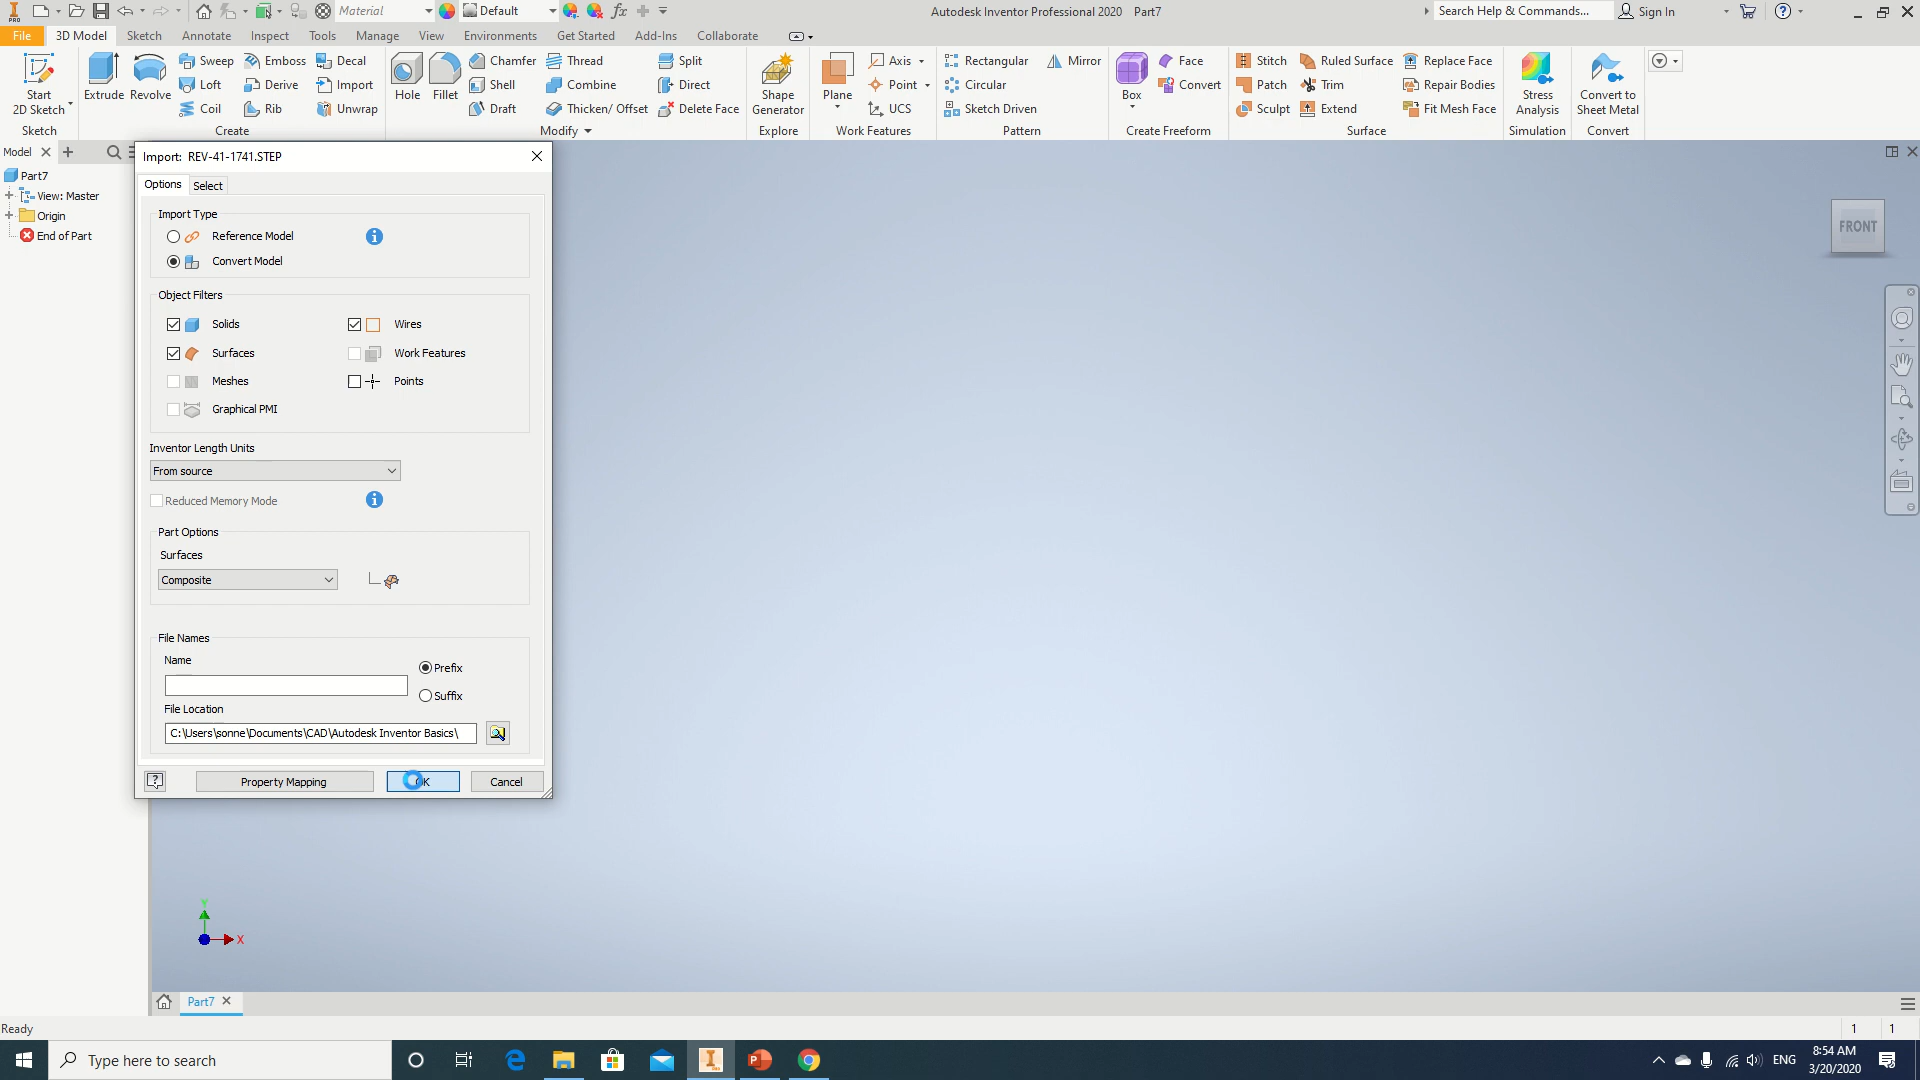 Material
Default
fx
Autodesk Inventor Professional 2020 Part7
Search Help & Commands...
Sign In
PRO
File 3D Model Sketch Annotate Inspect Tools Manage View Environments Get Started Add-Ins Collaborate
Start
2D Sketch
Sketch
Extrude
Revolve
Sweep Emboss Decal
Loft Derive Import
Coil Rib Unwrap
Create
Hole
Fillet
Chamfer Thread Split
Shell Combine Direct
Draft Thicken/ Offset Delete Face
Modify
Shape
Generator
Explore
Plane
Axis
Point
UCS
Work Features
Rectangular Mirror
Circular
Sketch Driven
Pattern
Box
Face
Convert
Create Freeform
Stitch Ruled Surface Replace Face
Patch Trim Repair Bodies
Sculpt Extend Fit Mesh Face
Surface
Stress
Analysis
Simulation
Convert to
Sheet Metal
Convert
Model
Part7
View: Master
Origin
End of Part
Import: REV-41-1741.STEP
Options Select
Import Type
Reference Model
Convert Model
Object Filters
Solids Wires
Surfaces Work Features
Meshes Points
Graphical PMI
Inventor Length Units
From source
Reduced Memory Mode
Part Options
Surfaces
Composite
File Names
Name
Prefix
Suffix
File Location
C:\Users\sonne\Documents\CAD\Autodesk Inventor Basics\
Property Mapping OK Cancel
FRONT
Y
X
Part7
Ready
1 1
Type here to search
ENG
8:54 AM
3/20/2020